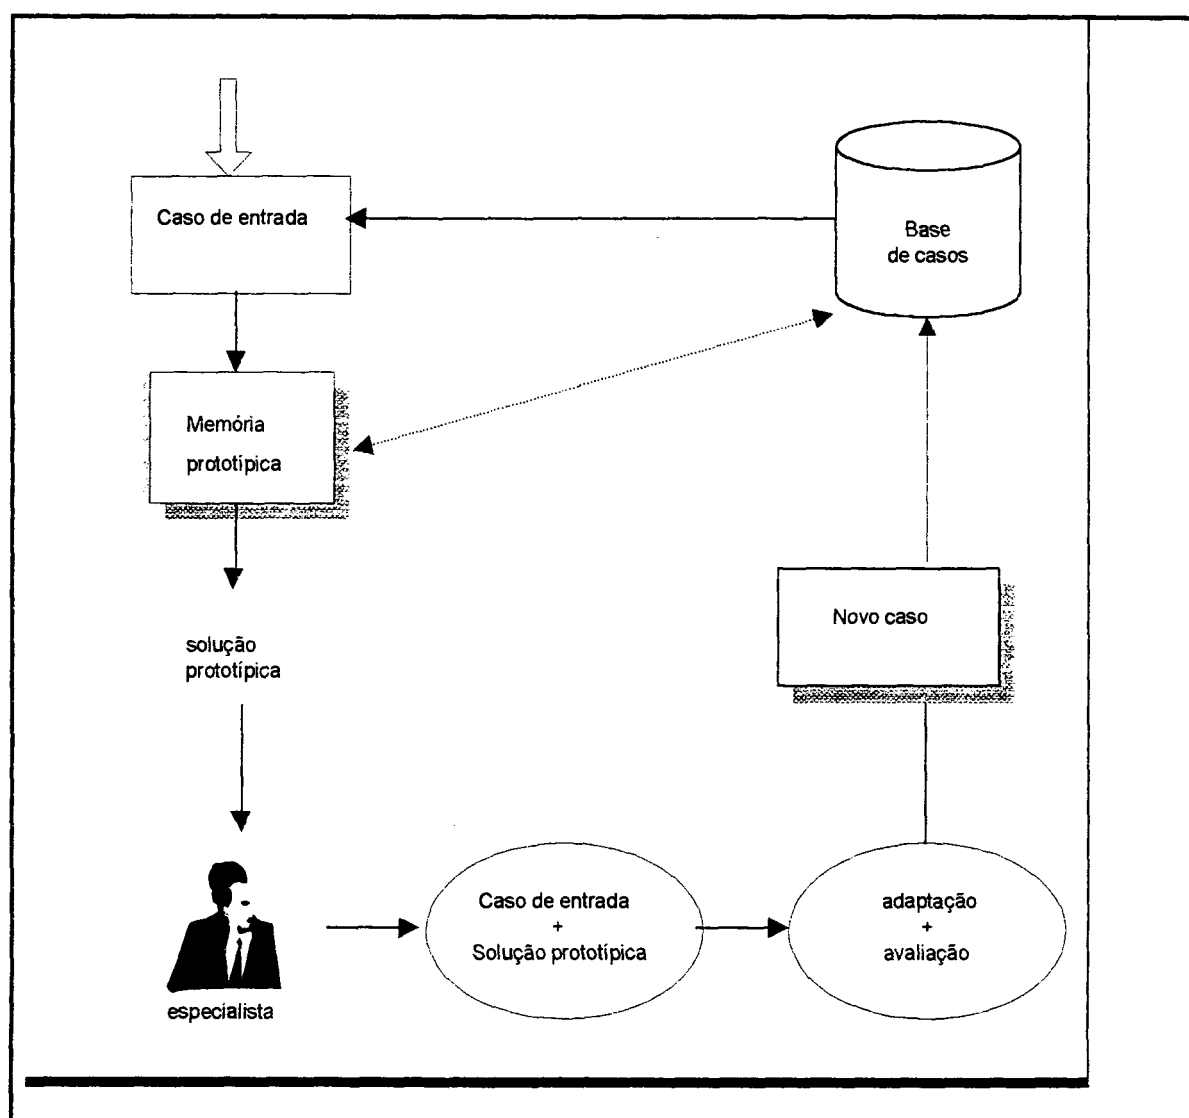 Caso de entrada
Base
de casos
Memória
prototípica
Novo caso
solução
prototípica
Caso de entrada
+
Solução prototípica
adaptação
+
avaliação
especialista